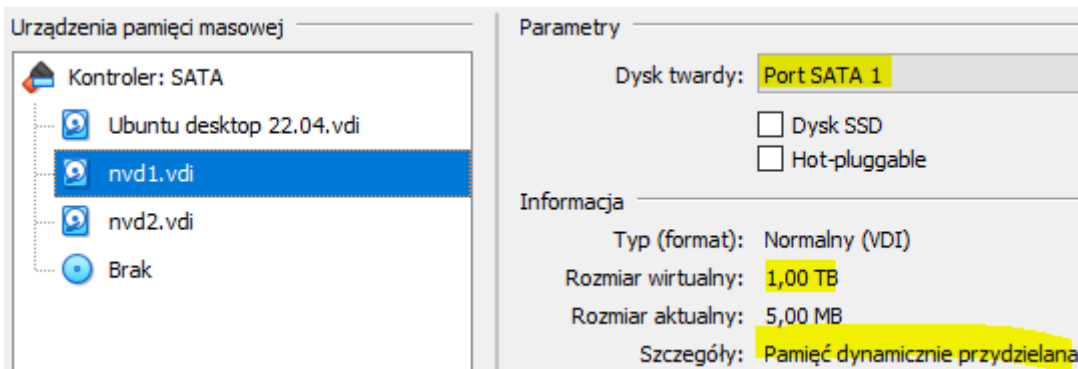 Urządzenia pamięci masowej
Kontroler: SATA
Ubuntu desktop 22.04.vdi
nvd1.vdi
nvd2.vdi
Brak
Parametry
Dysk twardy: Port SATA 1
Dysk SSD
Hot-pluggable
Informacja
Typ (format): Normalny (VDI)
Rozmiar wirtualny: 1,00 TB
Rozmiar aktualny: 5,00 MB
Szczegóły: Pamięć dynamicznie przydzielana